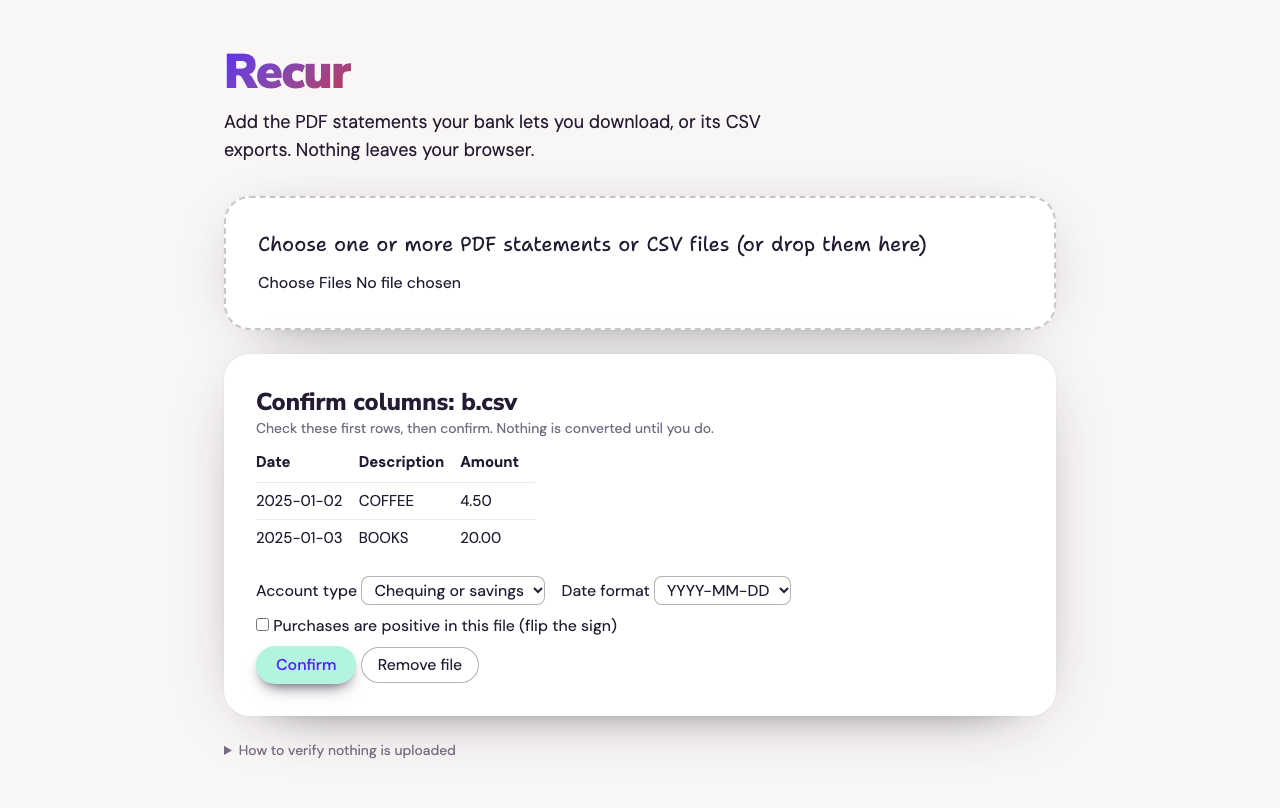 Recur
Add the PDF statements your bank lets you download, or its CSV
exports. Nothing leaves your browser.
Choose one or more PDF statements or CSV files (or drop them here)
Choose Files No file chosen
Confirm columns: b.csv
Check these first rows, then confirm. Nothing is converted until you do.
Date Description Amount
2025-01-02 COFFEE 4.50
2025-01-03 BOOKS 20.00
Account type Chequing or savings Date format YYYY-MM-DD
Purchases are positive in this file (flip the sign)
Confirm Remove file
How to verify nothing is uploaded